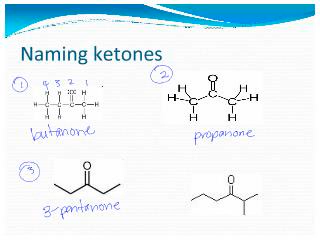 Naming ketones
1
4 3 2 1
H H :O: H
H-C-C-C-C-H
H H H
butanone
2
O
H C H
C C
H H
H H
propanone
3
O
3-pentanone
O